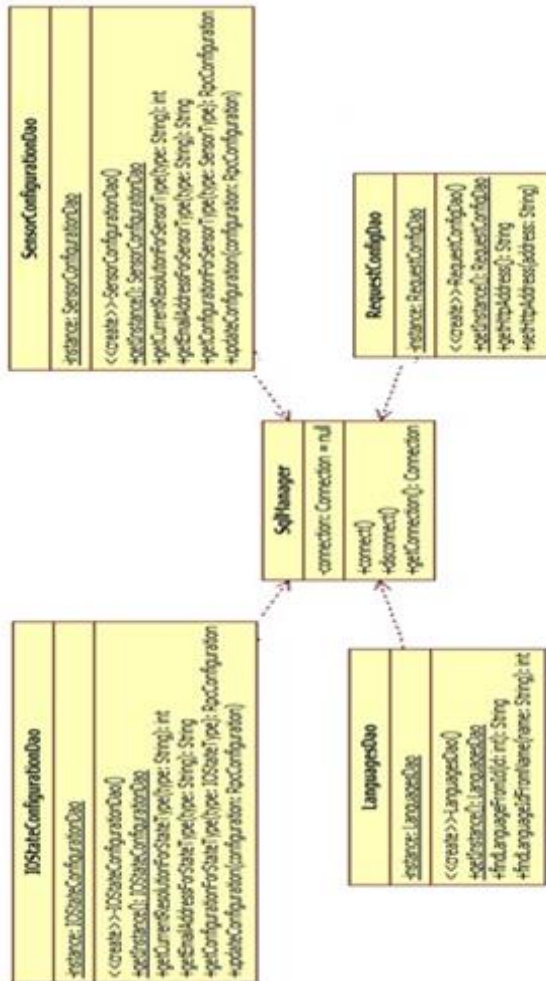 IOStateConfigurationDao
-instance: IOStateConfigurationDao
<<create>>-IOStateConfigurationDao()
+getInstance(): IOStateConfigurationDao
+getCurrentResolutionForStateType(type: String): int
+getEmailAddressForStateType(type: String): String
+getConfigurationForStateType(type: IOStateType): RpcConfiguration
+updateConfiguration(configuration: RpcConfiguration)
SensorConfigurationDao
-instance: SensorConfigurationDao
<<create>>-SensorConfigurationDao()
+getInstance(): SensorConfigurationDao
+getCurrentResolutionForSensorType(type: String): int
+getEmailAddressForSensorType(type: String): String
+getConfigurationForSensorType(type: SensorType): RpcConfiguration
+updateConfiguration(configuration: RpcConfiguration)
SqlManager
-connection: Connection = null
+connect()
+disconnect()
+getConnection(): Connection
LanguagesDao
-instance: LanguagesDao
<<create>>-LanguagesDao()
+getInstance(): LanguagesDao
+findLanguageFromId(id: int): String
+findLanguageIdFromName(name: String): int
RequestConfigDao
-instance: RequestConfigDao
<<create>>-RequestConfigDao()
+getInstance(): RequestConfigDao
+getHttpAddress(): String
+setHttpAddress(address: String)